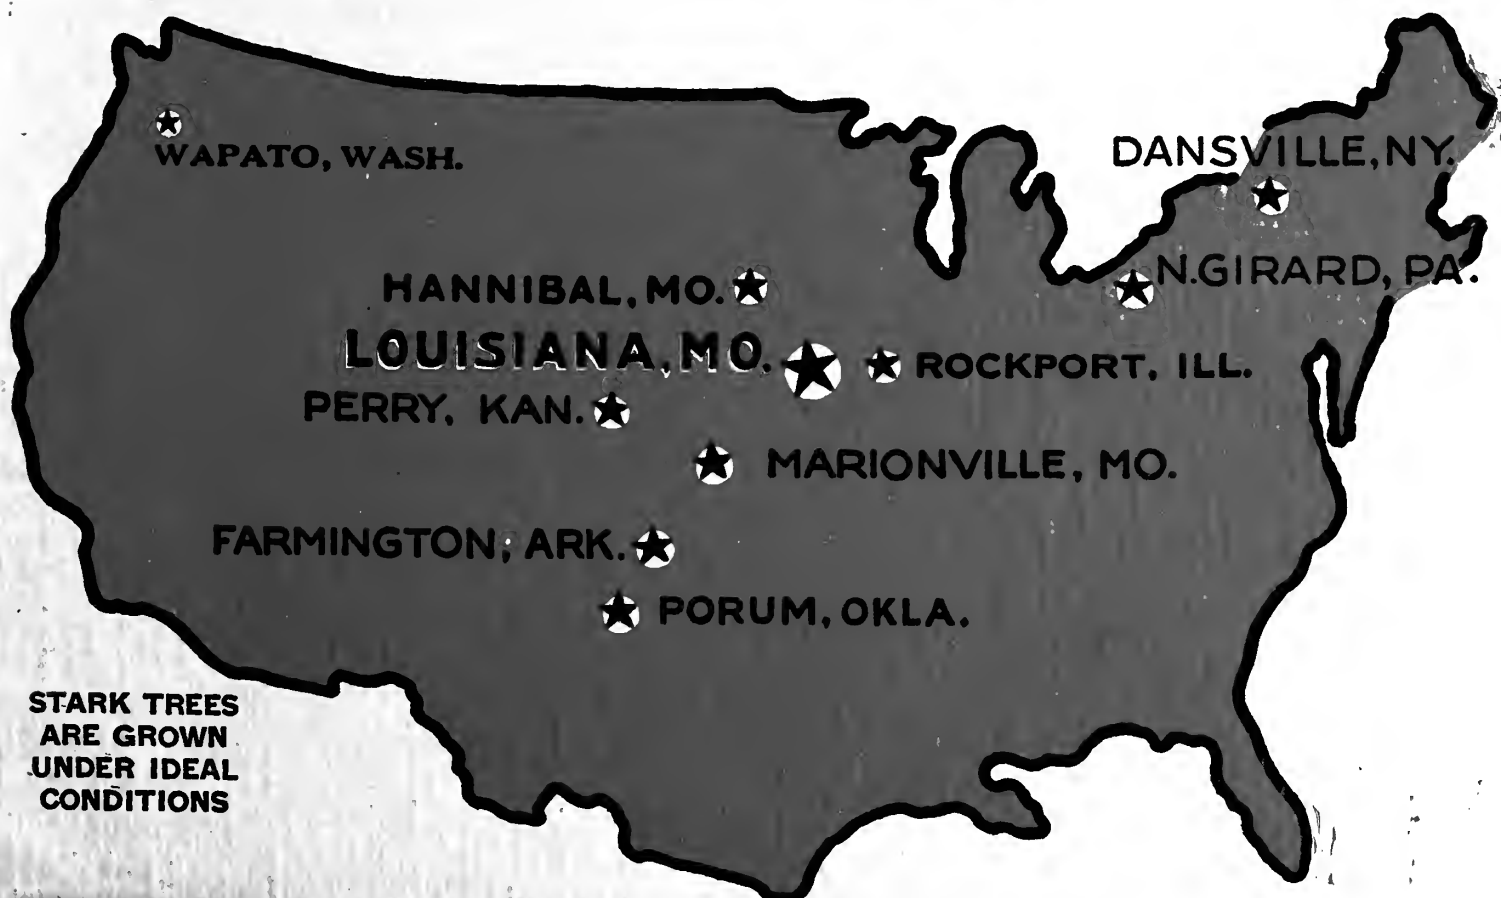 WAPATO, WASH.
DANSVILLE, NY.
N. GIRARD, PA.
HANNIBAL, MO.
LOUISIANA, MO.
ROCKPORT, ILL.
PERRY, KAN.
MARIONVILLE, MO.
FARMINGTON, ARK.
PORUM, OKLA.
STARK TREES
ARE GROWN
UNDER IDEAL
CONDITIONS